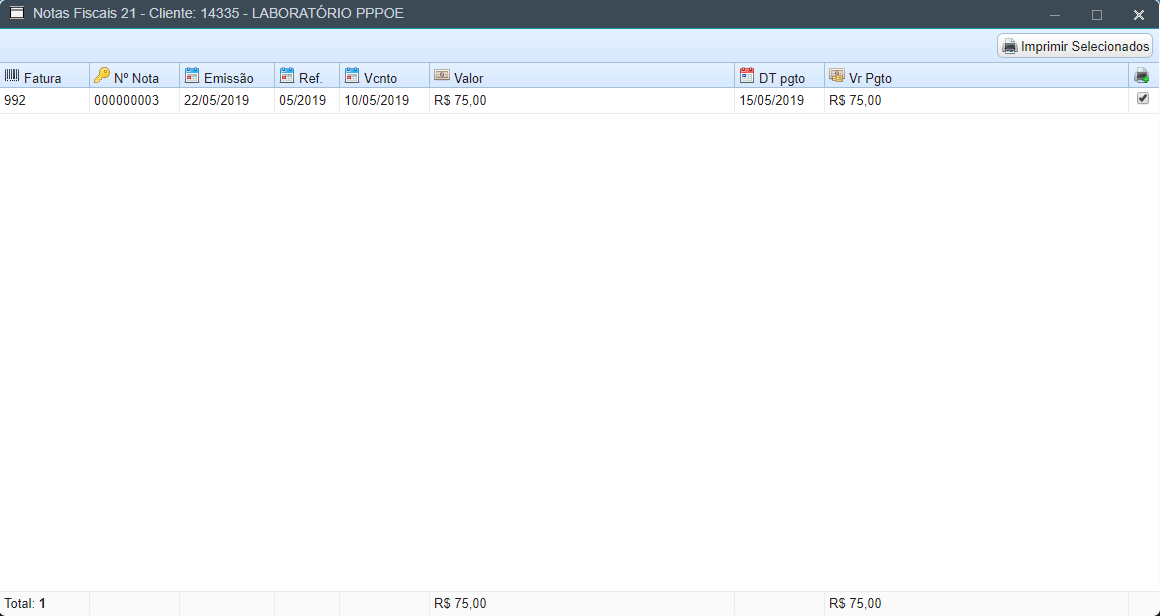 Notas Fiscais 21 - Cliente: 14335 - LABORATÓRIO PPPOE
Imprimir Selecionados
Fatura Nº Nota Emissão Ref. Vcnto Valor DT pgto Vr Pgto
992 000000003 22/05/2019 05/2019 10/05/2019 R$ 75,00 15/05/2019 R$ 75,00
Total: 1 R$ 75,00 R$ 75,00